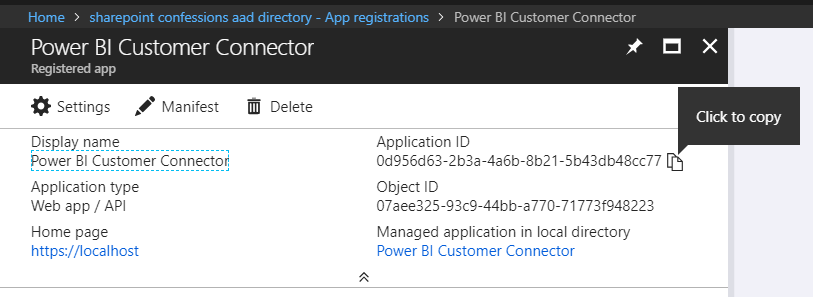 Home > sharepoint confessions aad directory - App registrations > Power BI Customer Connector
Power BI Customer Connector
Registered app
Settings Manifest Delete
Click to copy
Display name
Power BI Customer Connector
Application ID
0d956d63-2b3a-4a6b-8b21-5b43db48cc77
Application type
Web app / API
Object ID
07aee325-93c9-44bb-a770-71773f948223
Home page
https://localhost
Managed application in local directory
Power BI Customer Connector